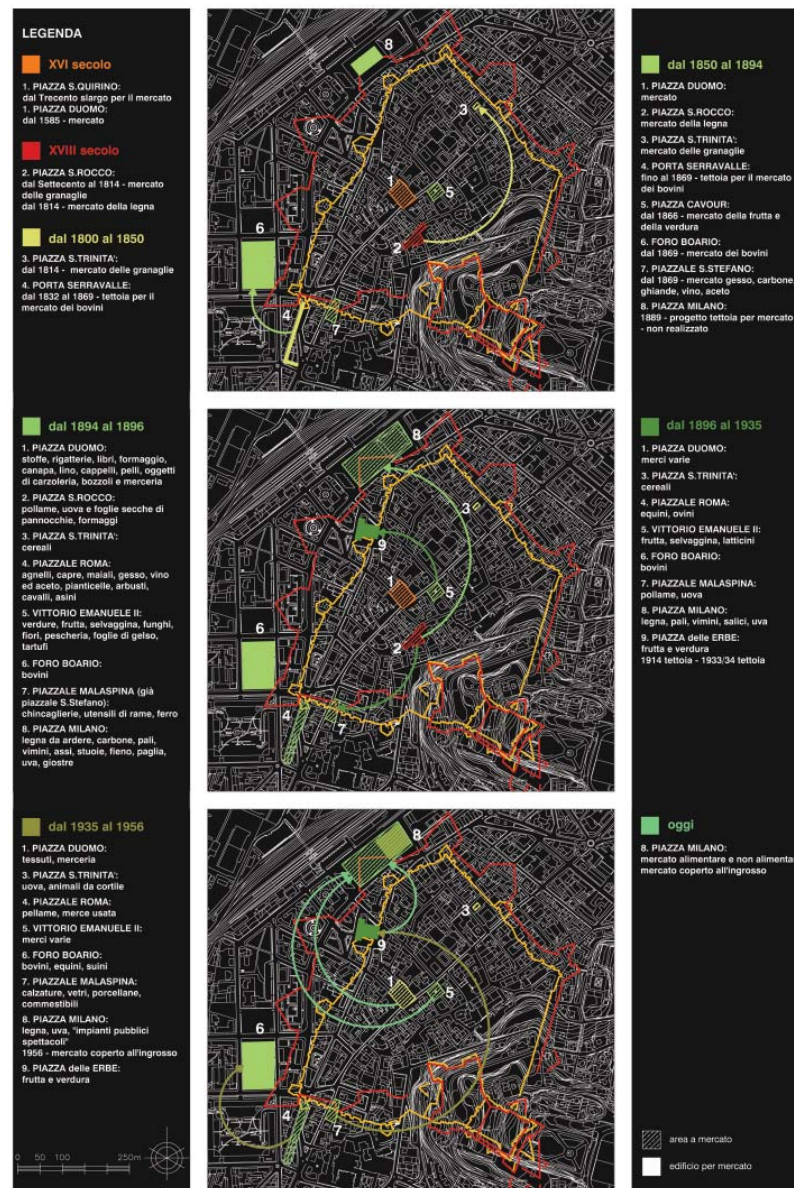 LEGENDA
XVI secolo
1. PIAZZA S.QUIRINO:
dal Trecento slargo per il mercato
1. PIAZZA DUOMO:
dal 1585 - mercato
XVIII secolo
2. PIAZZA S.ROCCO:
dal Settecento al 1814 - mercato
delle granaglie
dal 1814 - mercato della legna
dal 1800 al 1850
3. PIAZZA S.TRINITA':
dal 1814 - mercato delle granaglie
4. PORTA SERRAVALLE:
dal 1832 al 1869 - tettoia per il
mercato dei bovini
8
3
1
5
2
6
4
7
dal 1850 al 1894
1. PIAZZA DUOMO:
mercato
2. PIAZZA S.ROCCO:
mercato della legna
3. PIAZZA S.TRINITA':
mercato delle granaglie
4. PORTA SERRAVALLE:
fino al 1869 - tettoia per il mercato
dei bovini
5. PIAZZA CAVOUR:
dal 1866 - mercato della frutta e
della verdura
6. FORO BOARIO:
dal 1869 - mercato dei bovini
7. PIAZZALE S.STEFANO:
dal 1869 - mercato gesso, carbone,
ghiande, vino, aceto
8. PIAZZA MILANO:
1889 - progetto tettoia per mercato
- non realizzato
dal 1894 al 1896
1. PIAZZA DUOMO:
stoffe, rigatterie, libri, formaggio,
canapa, lino, cappelli, pelli, oggetti
di carzoleria, bozzoli e merceria
2. PIAZZA S.ROCCO:
pollame, uova e foglie secche di
pannocchie, formaggi
3. PIAZZA S.TRINITA':
cereali
4. PIAZZALE ROMA:
agnelli, capre, maiali, gesso, vino
ed aceto, pianticelle, arbusti,
cavalli, asini
5. VITTORIO EMANUELE II:
verdure, frutta, selvaggina, funghi,
fiori, pescheria, foglie di gelso,
tartufi
6. FORO BOARIO:
bovini
7. PIAZZALE MALASPINA (già
piazzale S.Stefano):
chincaglierie, utensili di rame, ferro
8. PIAZZA MILANO:
legna da ardere, carbone, pali,
vimini, assi, stuoie, fieno, paglia,
uva, giostre
8
3
9
1
5
2
6
4
7
dal 1896 al 1935
1. PIAZZA DUOMO:
merci varie
3. PIAZZA S.TRINITA':
cereali
4. PIAZZALE ROMA:
equini, ovini
5. VITTORIO EMANUELE II:
frutta, selvaggina, latticini
6. FORO BOARIO:
bovini
7. PIAZZALE MALASPINA:
pollame, uova
8. PIAZZA MILANO:
legna, pali, vimini, salici, uva
9. PIAZZA delle ERBE:
frutta e verdura
1914 tettoia - 1933/34 tettoia
dal 1935 al 1956
1. PIAZZA DUOMO:
tessuti, merceria
3. PIAZZA S.TRINITA':
uova, animali da cortile
4. PIAZZALE ROMA:
pellame, merce usata
5. VITTORIO EMANUELE II:
merci varie
6. FORO BOARIO:
bovini, equini, suini
7. PIAZZALE MALASPINA:
calzature, vetri, porcellane,
commestibili
8. PIAZZA MILANO:
legna, uva, "impianti pubblici
spettacoli"
1956 - mercato coperto all'ingrosso
9. PIAZZA delle ERBE:
frutta e verdura
0 50 100 250m
8
3
9
1
5
6
4
7
oggi
8. PIAZZA MILANO:
mercato alimentare e non alimenta
mercato coperto all'ingrosso
area a mercato
edificio per mercato